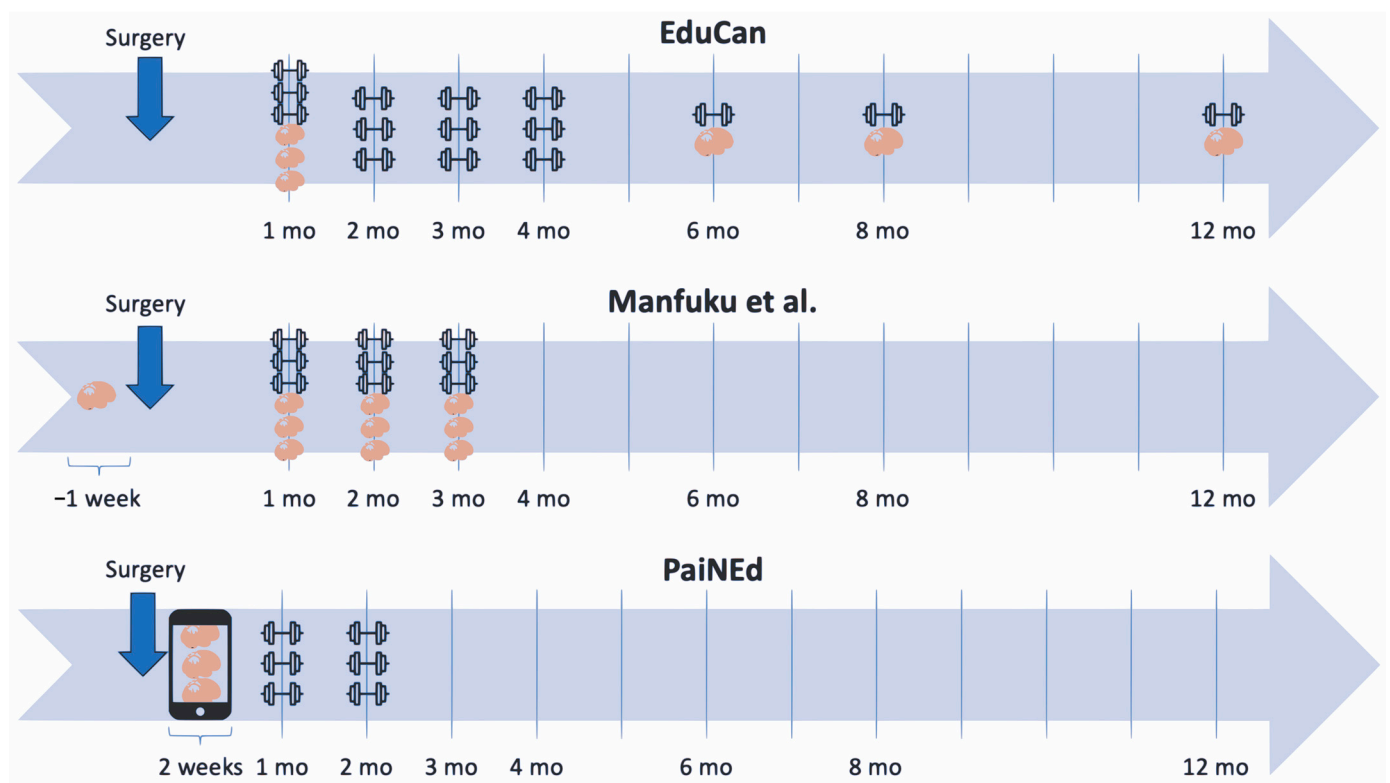 EduCan
Surgery
1 mo 2 mo 3 mo 4 mo 6 mo 8 mo 12 mo
Manfuku et al.
Surgery
−1 week 1 mo 2 mo 3 mo 4 mo 6 mo 8 mo 12 mo
PaiNEd
Surgery
2 weeks 1 mo 2 mo 3 mo 4 mo 6 mo 8 mo 12 mo